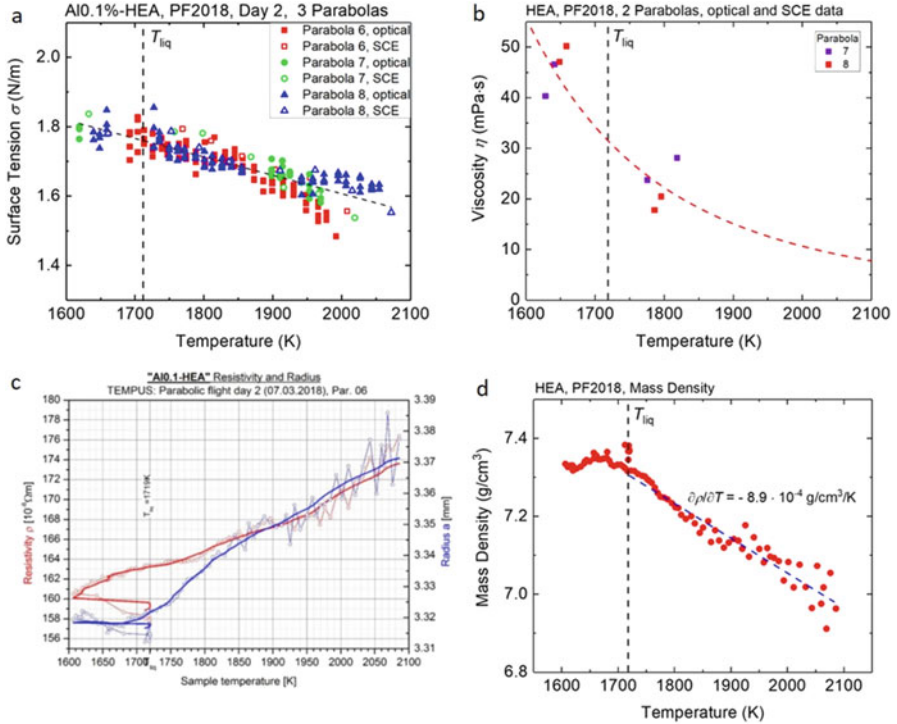 a
Al0.1%-HEA, PF2018, Day 2, 3 Parabolas
Surface Tension σ (N/m)
2.0
1.8
1.6
1.4
T liq
Parabola 6, optical
Parabola 6, SCE
Parabola 7, optical
Parabola 7, SCE
Parabola 8, optical
Parabola 8, SCE
1600 1700 1800 1900 2000 2100
Temperature (K)
b
HEA, PF2018, 2 Parabolas, optical and SCE data
Viscosity η (mPa·s)
50
40
30
20
10
0
T liq
Parabola
7
8
1600 1700 1800 1900 2000 2100
Temperature (K)
c
"Al0.1-HEA" Resistivity and Radius
TEMPUS: Parabolic flight day 2 (07.03.2018), Par. 06
Resistivity ρ [10⁻⁸Ωm]
180
178
176
174
172
170
168
166
164
162
160
158
156
=1719K
3.39
3.38
3.37
3.36
3.35
3.34
3.33
3.32
3.31
Radius a [mm]
1600 1650 1700 1750 1800 1850 1900 1950 2000 2050 2100
Sample temperature [K]
d
HEA, PF2018, Mass Density
Mass Density (g/cm³)
7.4
7.2
7.0
6.8
T liq
∂ρ/∂T = - 8.9 · 10⁻⁴ g/cm³/K
1600 1700 1800 1900 2000 2100
Temperature (K)